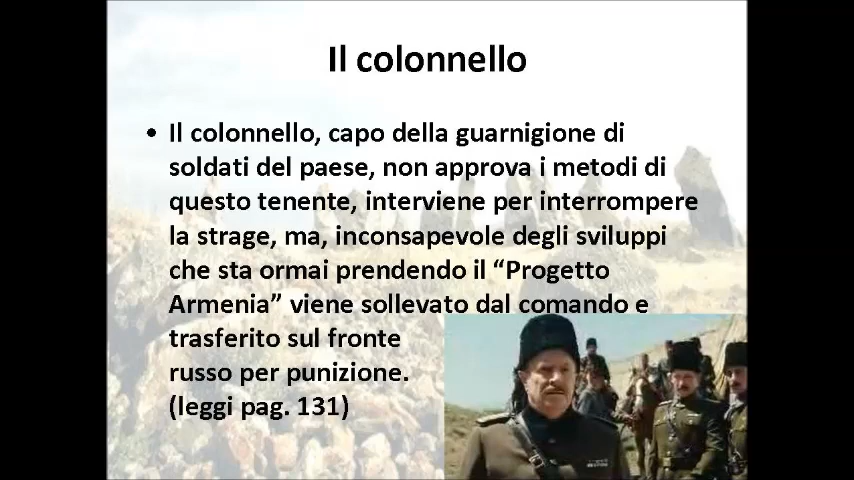 Il colonnello
• Il colonnello, capo della guarnigione di
soldati del paese, non approva i metodi di
questo tenente, interviene per interrompere
la strage, ma, inconsapevole degli sviluppi
che sta ormai prendendo il “Progetto
Armenia” viene sollevato dal comando e
trasferito sul fronte
russo per punizione.
(leggi pag. 131)